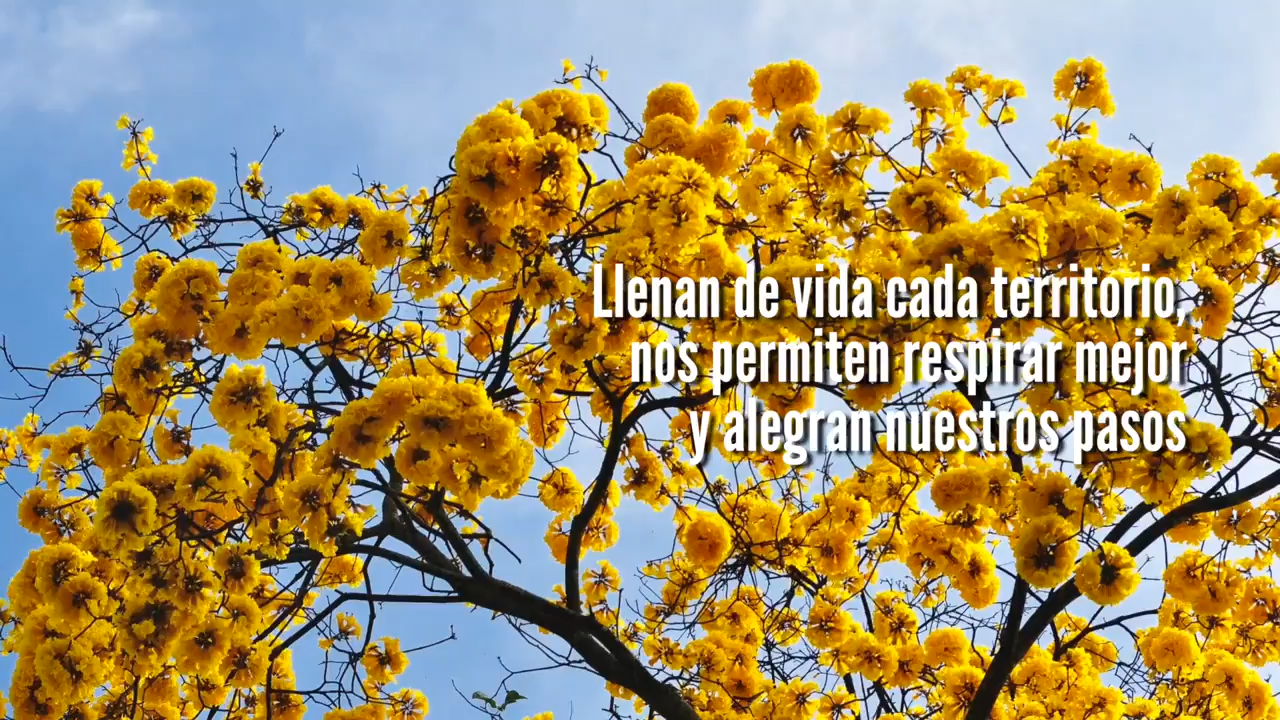 Llenan de vida cada territorio,
nos permiten respirar mejor
y alegran nuestros pasos